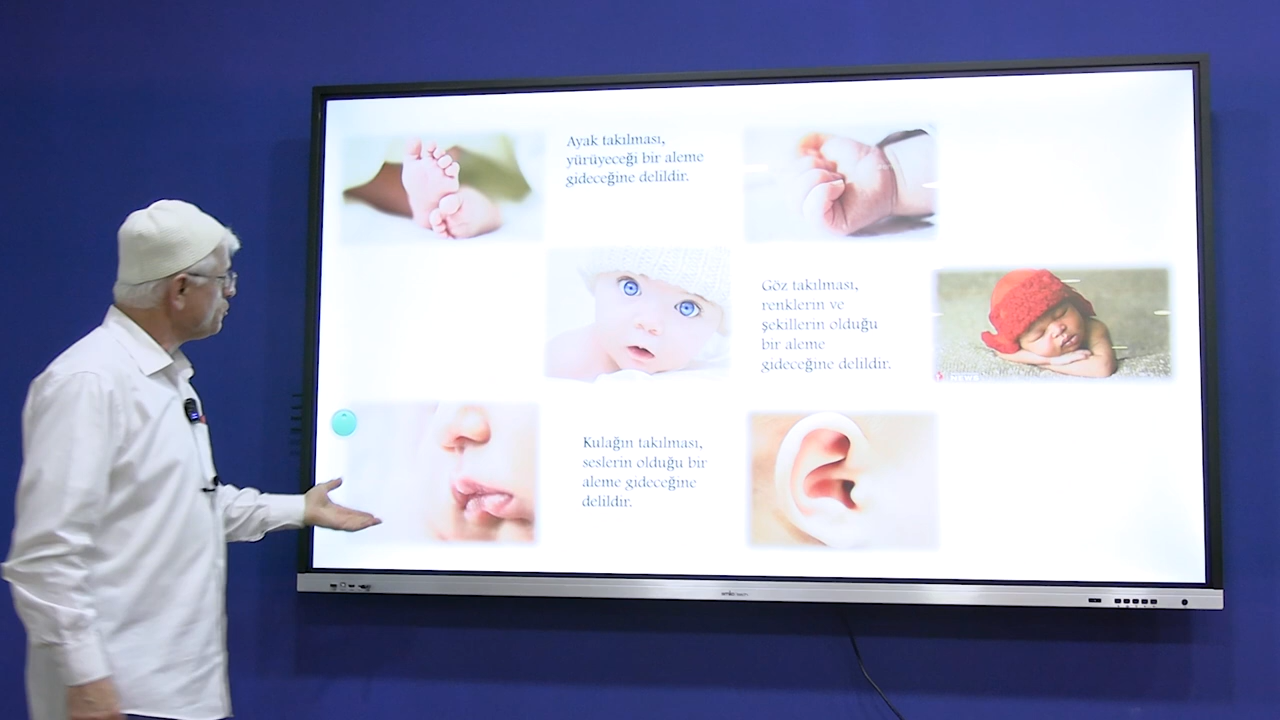 Ayak takılması,
yürüyeceği bir aleme
gideceğine delildir.
Göz takılması,
renklerin ve
şekillerin olduğu
bir aleme
gideceğine delildir.
Kulağın takılması,
seslerin olduğu bir
aleme gideceğine
delildir.